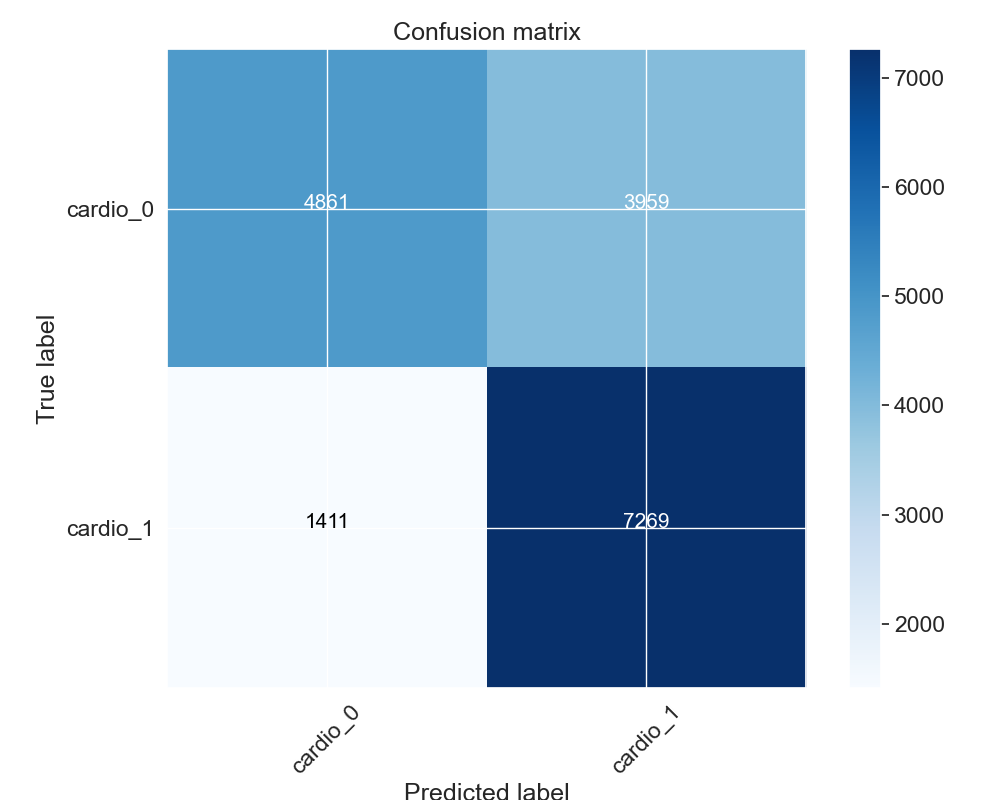 Confusion matrix
7000
6000
5000
4000
3000
2000
True label
cardio_0
4861
3959
cardio_1
1411
7269
cardio_0
cardio_1
Predicted label